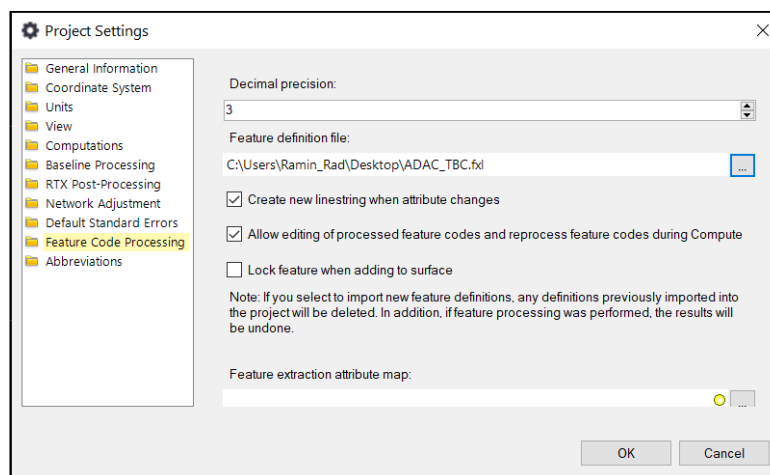 Project Settings
General Information
Coordinate System
Units
View
Computations
Baseline Processing
RTX Post-Processing
Network Adjustment
Default Standard Errors
Feature Code Processing
Abbreviations
Decimal precision:
3
Feature definition file:
C:\Users\Ramin_Rad\Desktop\ADAC_TBC.fxl
...
Create new linestring when attribute changes
Allow editing of processed feature codes and reprocess feature codes during Compute
Lock feature when adding to surface
Note: If you select to import new feature definitions, any definitions previously imported into
the project will be deleted. In addition, if feature processing was performed, the results will
be undone.
Feature extraction attribute map:
...
OK
Cancel